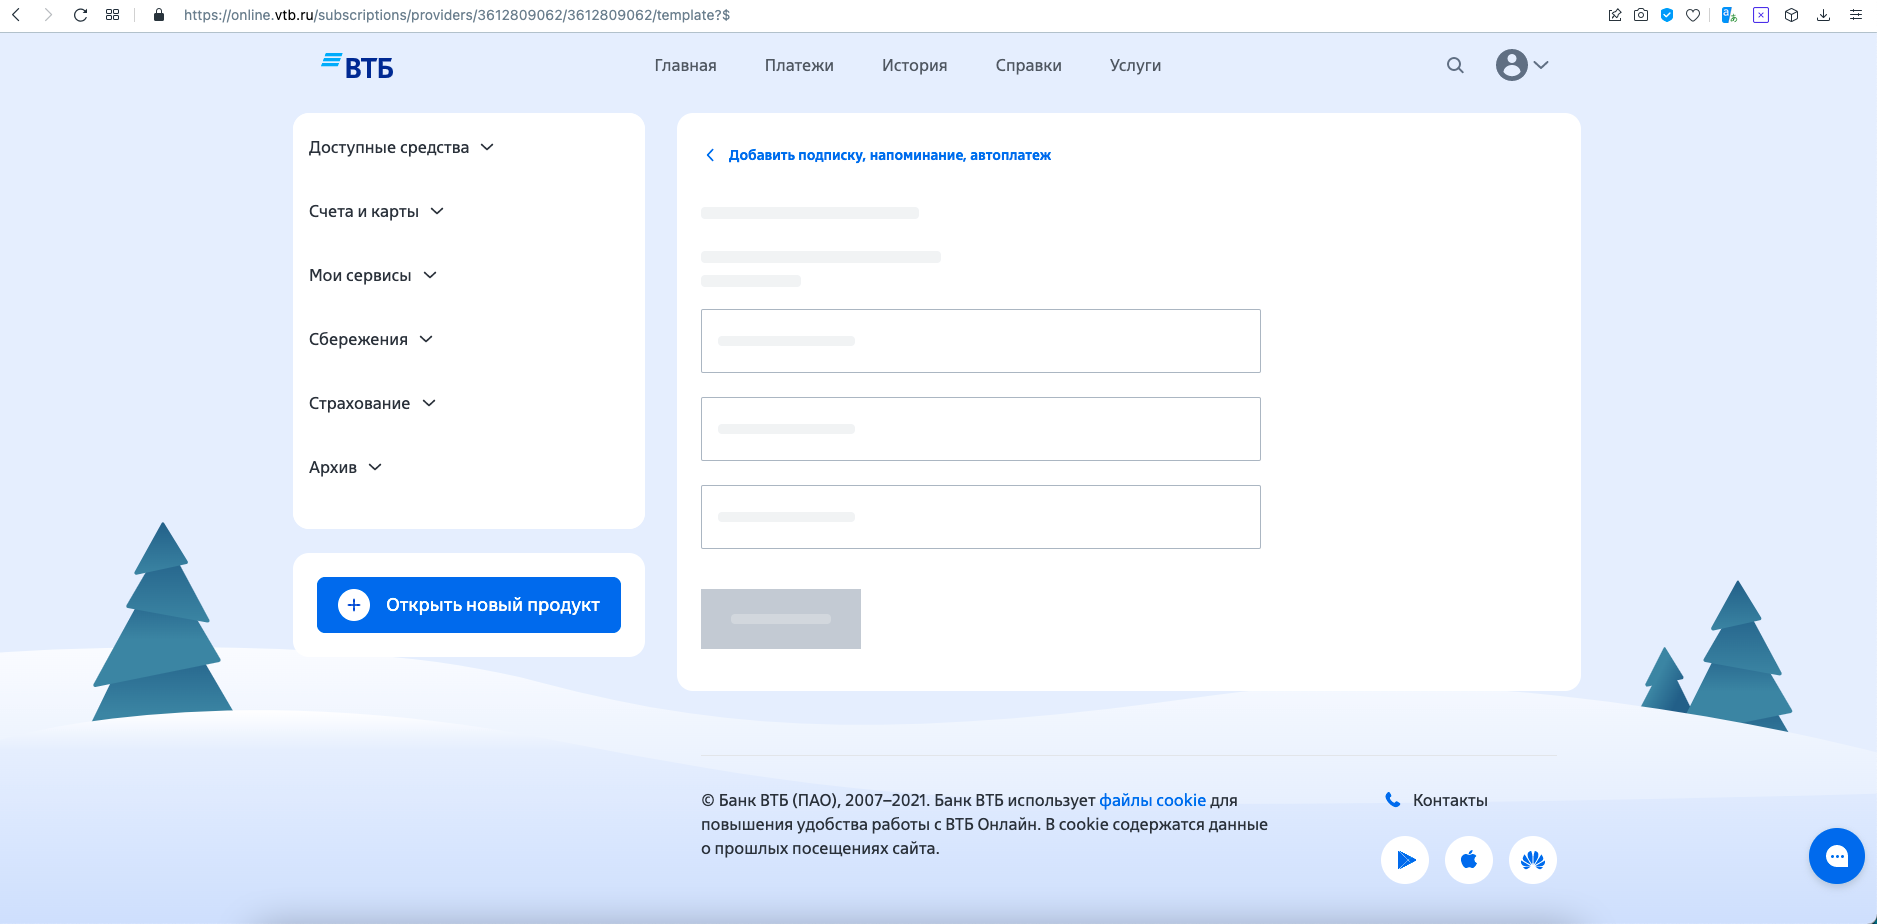 https://online.vtb.ru/subscriptions/providers/3612809062/3612809062/template?$
ВТБ
Главная
Платежи
История
Справки
Услуги
Доступные средства
Счета и карты
Мои сервисы
Сбережения
Страхование
Архив
Открыть новый продукт
Добавить подписку, напоминание, автоплатеж
© Банк ВТБ (ПАО), 2007–2021. Банк ВТБ использует файлы cookie для
повышения удобства работы с ВТБ Онлайн. В cookie содержатся данные
о прошлых посещениях сайта.
Контакты